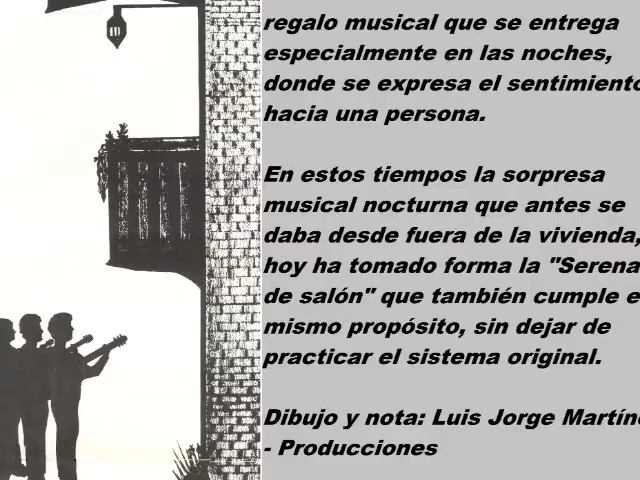 regalo musical que se entrega
especialmente en las noches,
donde se expresa el sentimiento
hacia una persona.
En estos tiempos la sorpresa
musical nocturna que antes se
daba desde fuera de la vivienda,
hoy ha tomado forma la "Serena
de salón" que también cumple e
mismo propósito, sin dejar de
practicar el sistema original.
Dibujo y nota: Luis Jorge Martín
- Producciones